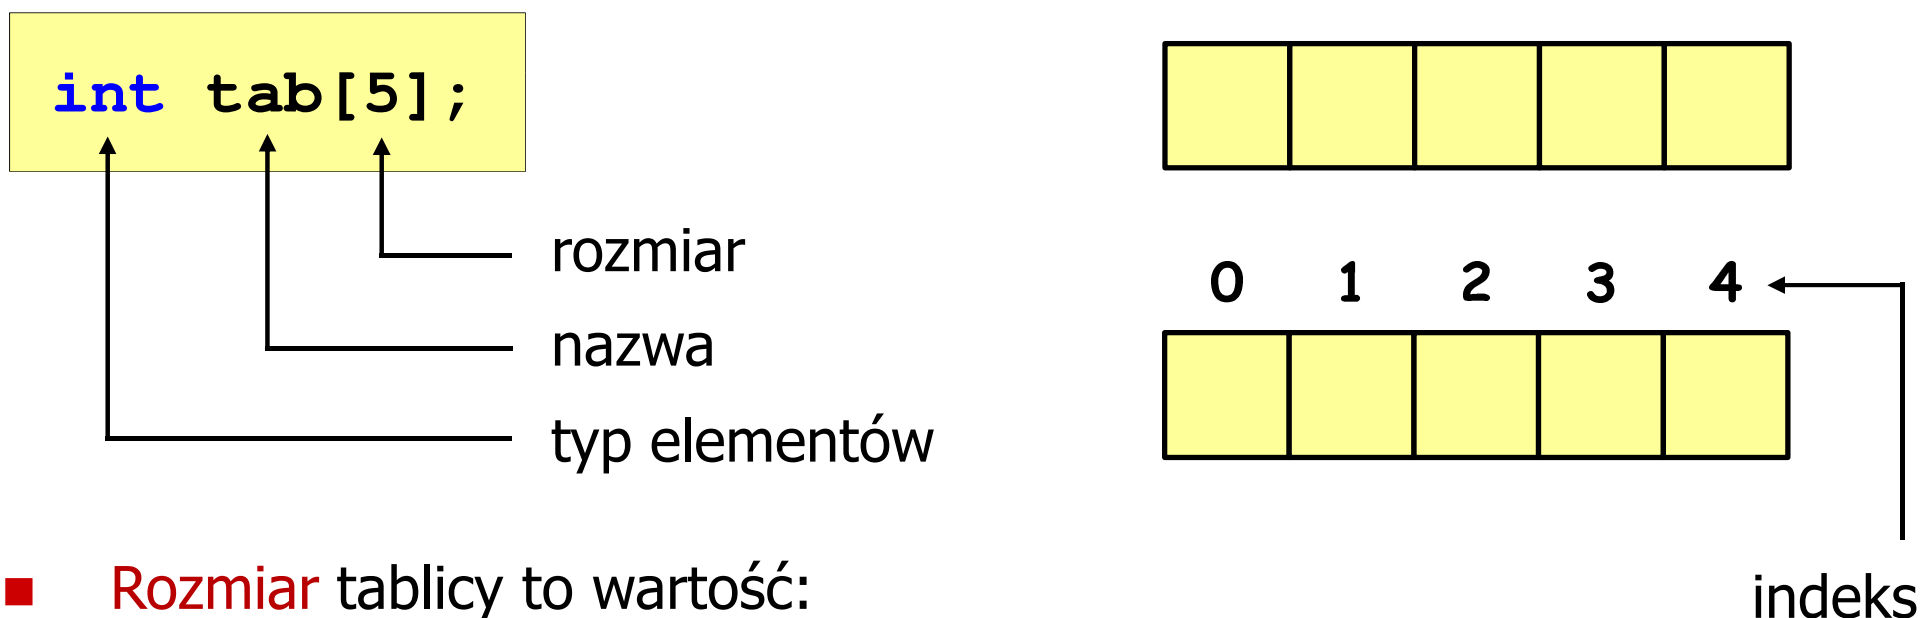 int tab[5];
rozmiar
nazwa
typ elementów
0 1 2 3 4
indeks
Rozmiar tablicy to wartość: